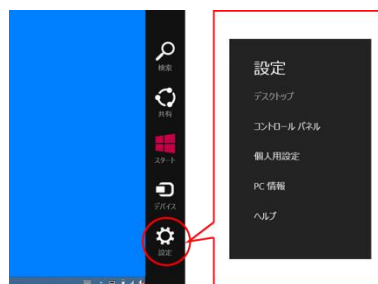 検索
共有
スタート
デバイス
設定
設定
デスクトップ
コントロール パネル
個人用設定
PC 情報
ヘルプ